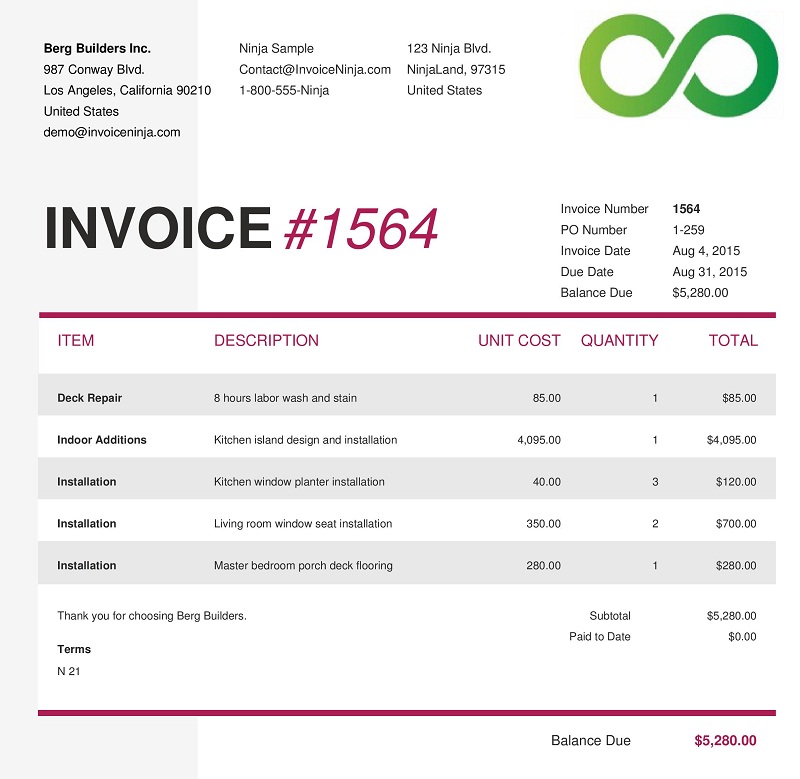 Berg Builders Inc.
987 Conway Blvd.
Los Angeles, California 90210
United States
demo@invoiceninja.com
Ninja Sample
Contact@InvoiceNinja.com
1-800-555-Ninja
123 Ninja Blvd.
NinjaLand, 97315
United States
INVOICE #1564
Invoice Number 1564
PO Number 1-259
Invoice Date Aug 4, 2015
Due Date Aug 31, 2015
Balance Due $5,280.00
ITEM DESCRIPTION UNIT COST QUANTITY TOTAL
Deck Repair 8 hours labor wash and stain 85.00 1 $85.00
Indoor Additions Kitchen island design and installation 4,095.00 1 $4,095.00
Installation Kitchen window planter installation 40.00 3 $120.00
Installation Living room window seat installation 350.00 2 $700.00
Installation Master bedroom porch deck flooring 280.00 1 $280.00
Thank you for choosing Berg Builders.
Terms
N 21
Subtotal $5,280.00
Paid to Date $0.00
Balance Due $5,280.00